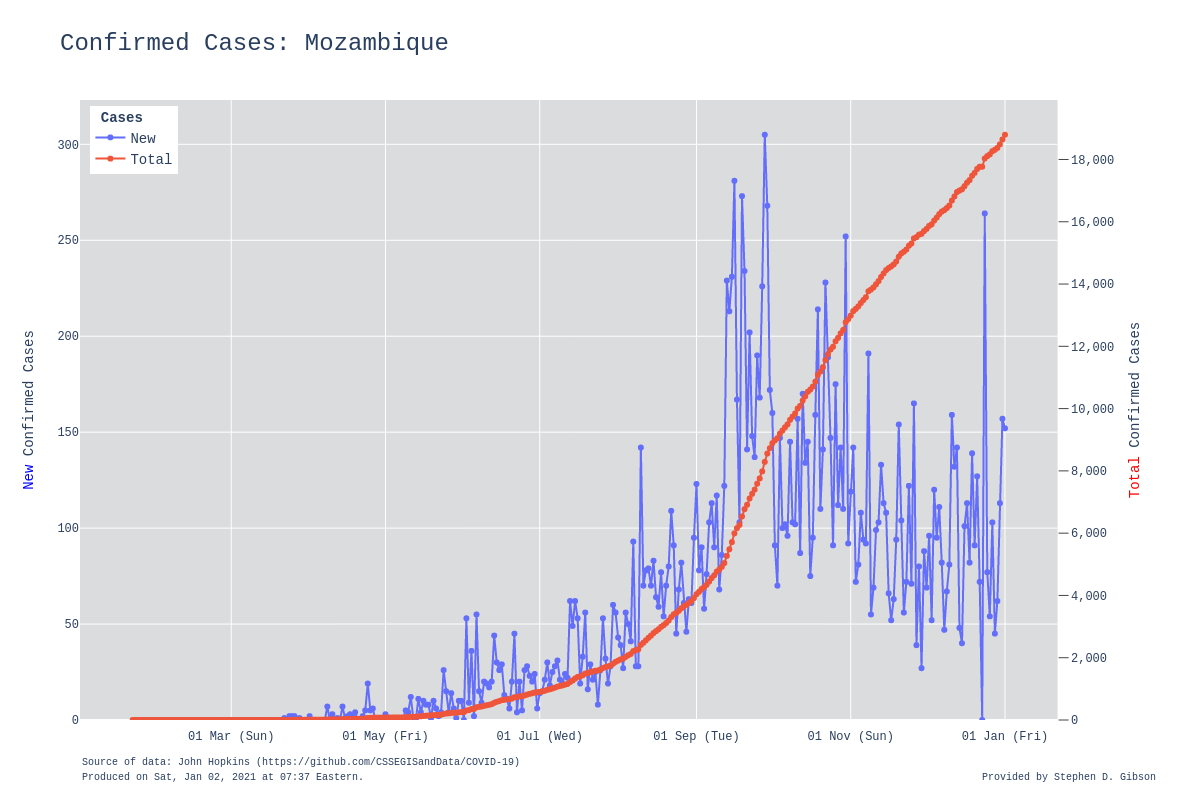 Confirmed Cases: Mozambique
Cases
New
Total
300
250
200
150
100
50
0
18,000
16,000
14,000
12,000
10,000
8,000
6,000
4,000
2,000
0
New Confirmed Cases
Total Confirmed Cases
01 Mar (Sun)
01 May (Fri)
01 Jul (Wed)
01 Sep (Tue)
01 Nov (Sun)
01 Jan (Fri)
Source of data: John Hopkins (https://github.com/CSSEGISandData/COVID-19)
Produced on Sat, Jan 02, 2021 at 07:37 Eastern.
Provided by Stephen D. Gibson